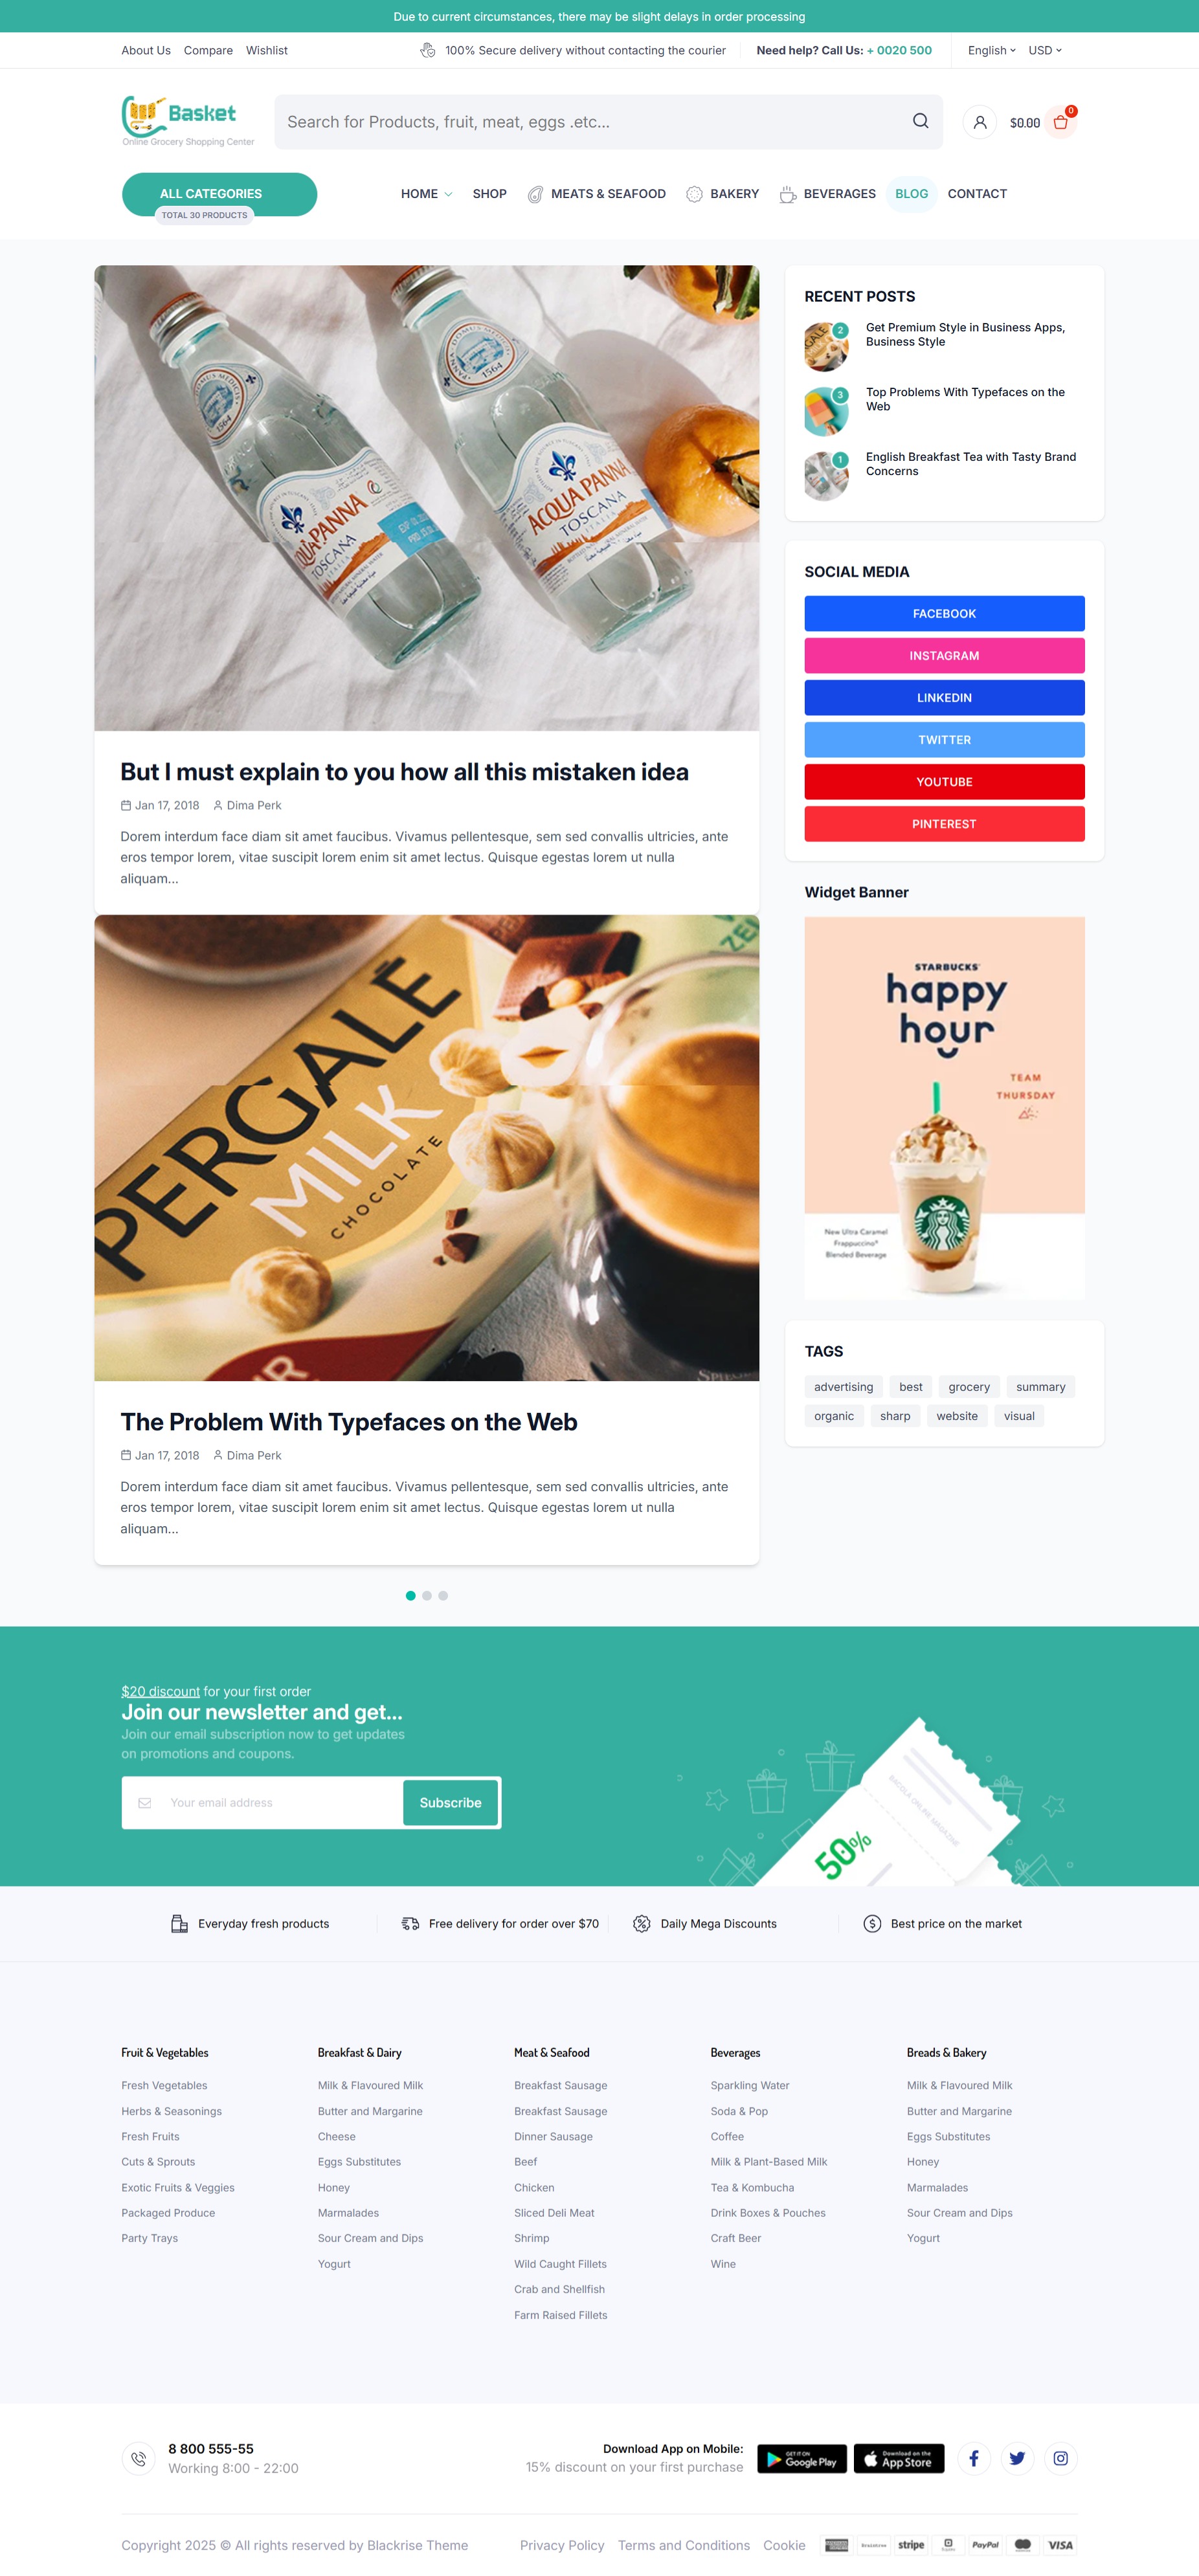 Due to current circumstances, there may be slight delays in order processing
About Us Compare Wishlist
100% Secure delivery without contacting the courier
Need help? Call Us: + 0020 500
English USD
Basket
Online Grocery Shopping Center
Search for Products, fruit, meat, eggs .etc...
$0.00
0
ALL CATEGORIES
TOTAL 30 PRODUCTS
HOME SHOP MEATS & SEAFOOD BAKERY BEVERAGES BLOG CONTACT
1564
1564
PANNA
TOSCANA
ACQUA PANNA
TOSCANA
But I must explain to you how all this mistaken idea
Jan 17, 2018 Dima Perk
Dorem interdum face diam sit amet faucibus. Vivamus pellentesque, sem sed convallis ultricies, ante
eros tempor lorem, vitae suscipit lorem enim sit amet lectus. Quisque egestas lorem ut nulla
aliquam...
PERGALE
MILK
CHOCOLATE
The Problem With Typefaces on the Web
Jan 17, 2018 Dima Perk
Dorem interdum face diam sit amet faucibus. Vivamus pellentesque, sem sed convallis ultricies, ante
eros tempor lorem, vitae suscipit lorem enim sit amet lectus. Quisque egestas lorem ut nulla
aliquam...
RECENT POSTS
2
Get Premium Style in Business Apps,
Business Style
3
Top Problems With Typefaces on the
Web
1
English Breakfast Tea with Tasty Brand
Concerns
SOCIAL MEDIA
FACEBOOK
INSTAGRAM
LINKEDIN
TWITTER
YOUTUBE
PINTEREST
Widget Banner
STARBUCKS
happy
hour
TEAM
THURSDAY
New Ultra Caramel
Frappuccino®
Blended Beverage
TAGS
advertising best grocery summary
organic sharp website visual
$20 discount for your first order
Join our newsletter and get...
Join our email subscription now to get updates
on promotions and coupons.
Your email address
Subscribe
BACOLA ONLINE MAGAZINE
50%
Everyday fresh products
Free delivery for order over $70
Daily Mega Discounts
Best price on the market
Fruit & Vegetables
Fresh Vegetables
Herbs & Seasonings
Fresh Fruits
Cuts & Sprouts
Exotic Fruits & Veggies
Packaged Produce
Party Trays
Breakfast & Dairy
Milk & Flavoured Milk
Butter and Margarine
Cheese
Eggs Substitutes
Honey
Marmalades
Sour Cream and Dips
Yogurt
Meat & Seafood
Breakfast Sausage
Breakfast Sausage
Dinner Sausage
Beef
Chicken
Sliced Deli Meat
Shrimp
Wild Caught Fillets
Crab and Shellfish
Farm Raised Fillets
Beverages
Sparkling Water
Soda & Pop
Coffee
Milk & Plant-Based Milk
Tea & Kombucha
Drink Boxes & Pouches
Craft Beer
Wine
Breads & Bakery
Milk & Flavoured Milk
Butter and Margarine
Eggs Substitutes
Honey
Marmalades
Sour Cream and Dips
Yogurt
8 800 555-55
Working 8:00 - 22:00
Download App on Mobile:
15% discount on your first purchase
GET IT ON
Google Play
Download on the
App Store
Copyright 2025 © All rights reserved by Blackrise Theme
Privacy Policy Terms and Conditions Cookie
stripe
PayPal
VISA